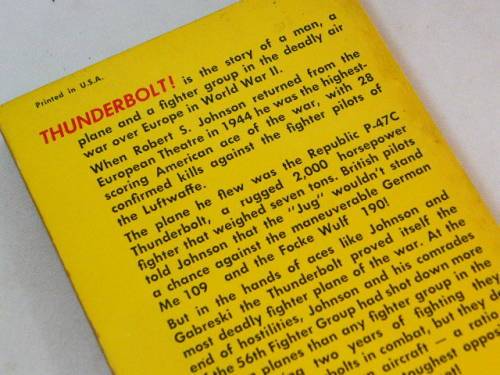 Printed in U.S.A.
THUNDERBOLT! is the story of a man, a
plane and a fighter group in the deadly air
war over Europe in World War II.
When Robert S. Johnson returned from the
European Theatre in 1944 he was the highest-
scoring American ace of the war, with 28
confirmed kills against the fighter pilots of
the Luftwaffe.
The plane he flew was the Republic P-47C
Thunderbolt, a rugged 2,000 horsepower
fighter that weighed seven tons. British pilots
told Johnson that the "Jug" wouldn't stand
a chance against the maneuverable German
Me 109 and the Focke Wulf 190!
But in the hands of aces like Johnson and
Gabreski the Thunderbolt proved itself the
most deadly fighter plane of the war. At the
end of hostilities, Johnson and his comrades
of the 56th Fighter Group had shot down more
planes than any fighter group in the
two years of fighting they
bolts in combat, but they
aircraft — a ratio
toughest oppos